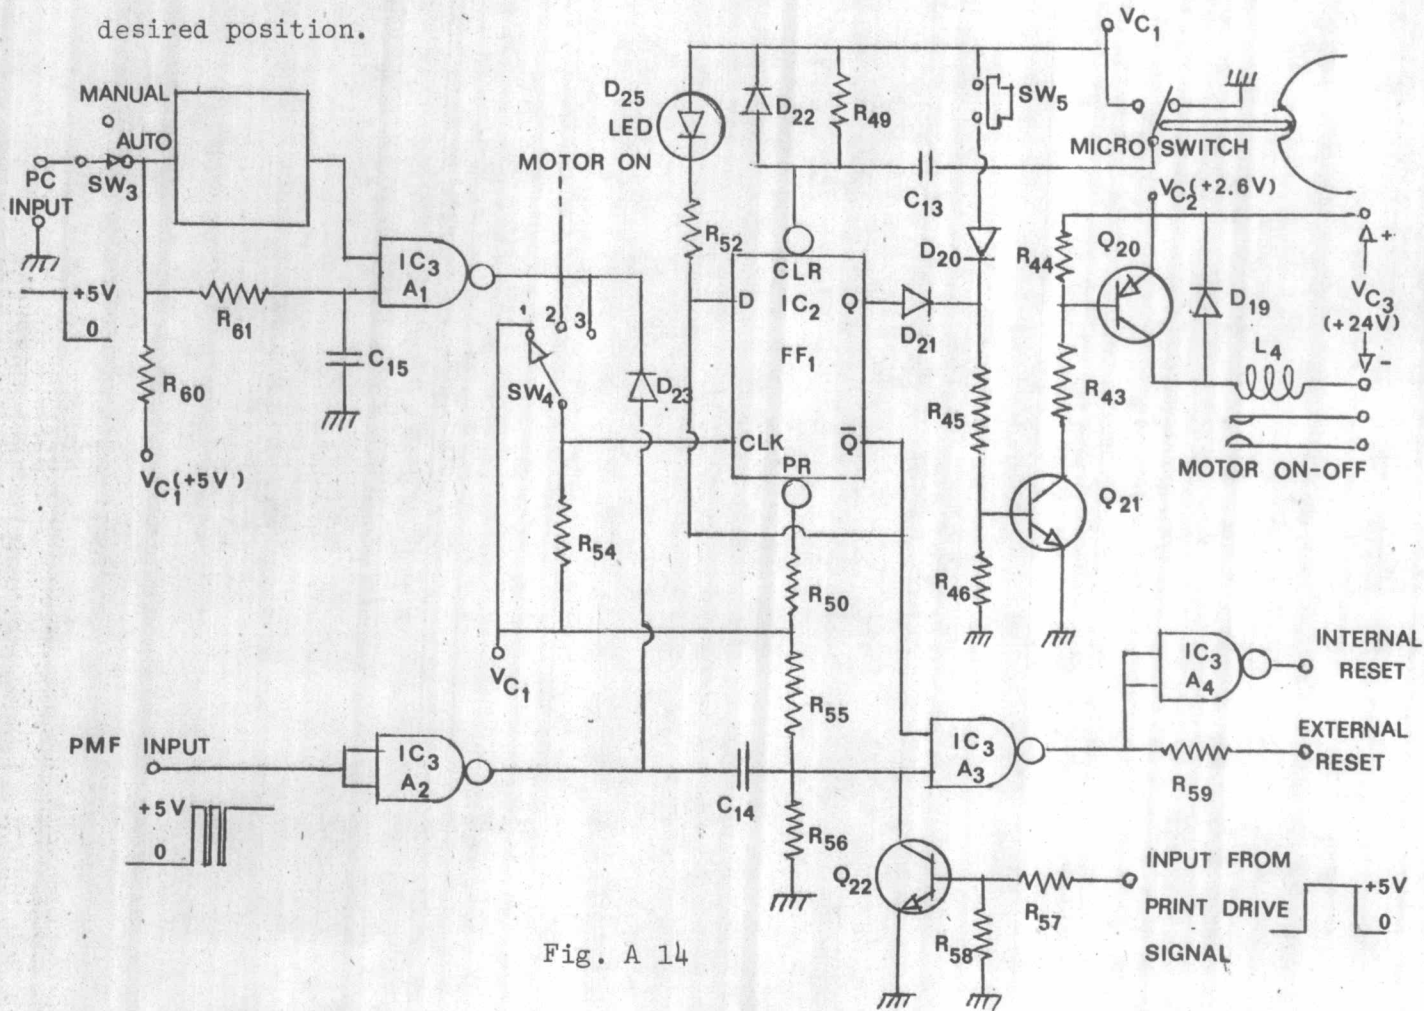 desired position.
MANUAL
AUTO
PC
INPUT
SW3
+5V
0
R61
R60
C15
VC1(+5V)
IC3
A1
MOTOR ON
1
2
3
SW4
R54
D23
VC1
D25
LED
D22
R49
SW5
VC1
MICRO SWITCH
C13
R52
CLR
D
IC2
Q
FF1
CLK
Q̅
PR
D20
D21
R45
R46
R44
R43
Q20
Q21
VC2(+2.6V)
D19
L4
+
VC3
(+24V)
-
MOTOR ON-OFF
R50
R55
R56
PMF INPUT
+5V
0
IC3
A2
C14
IC3
A3
IC3
A4
INTERNAL
RESET
EXTERNAL
RESET
R59
Q22
R58
R57
INPUT FROM
PRINT DRIVE
SIGNAL
+5V
0
Fig. A 14